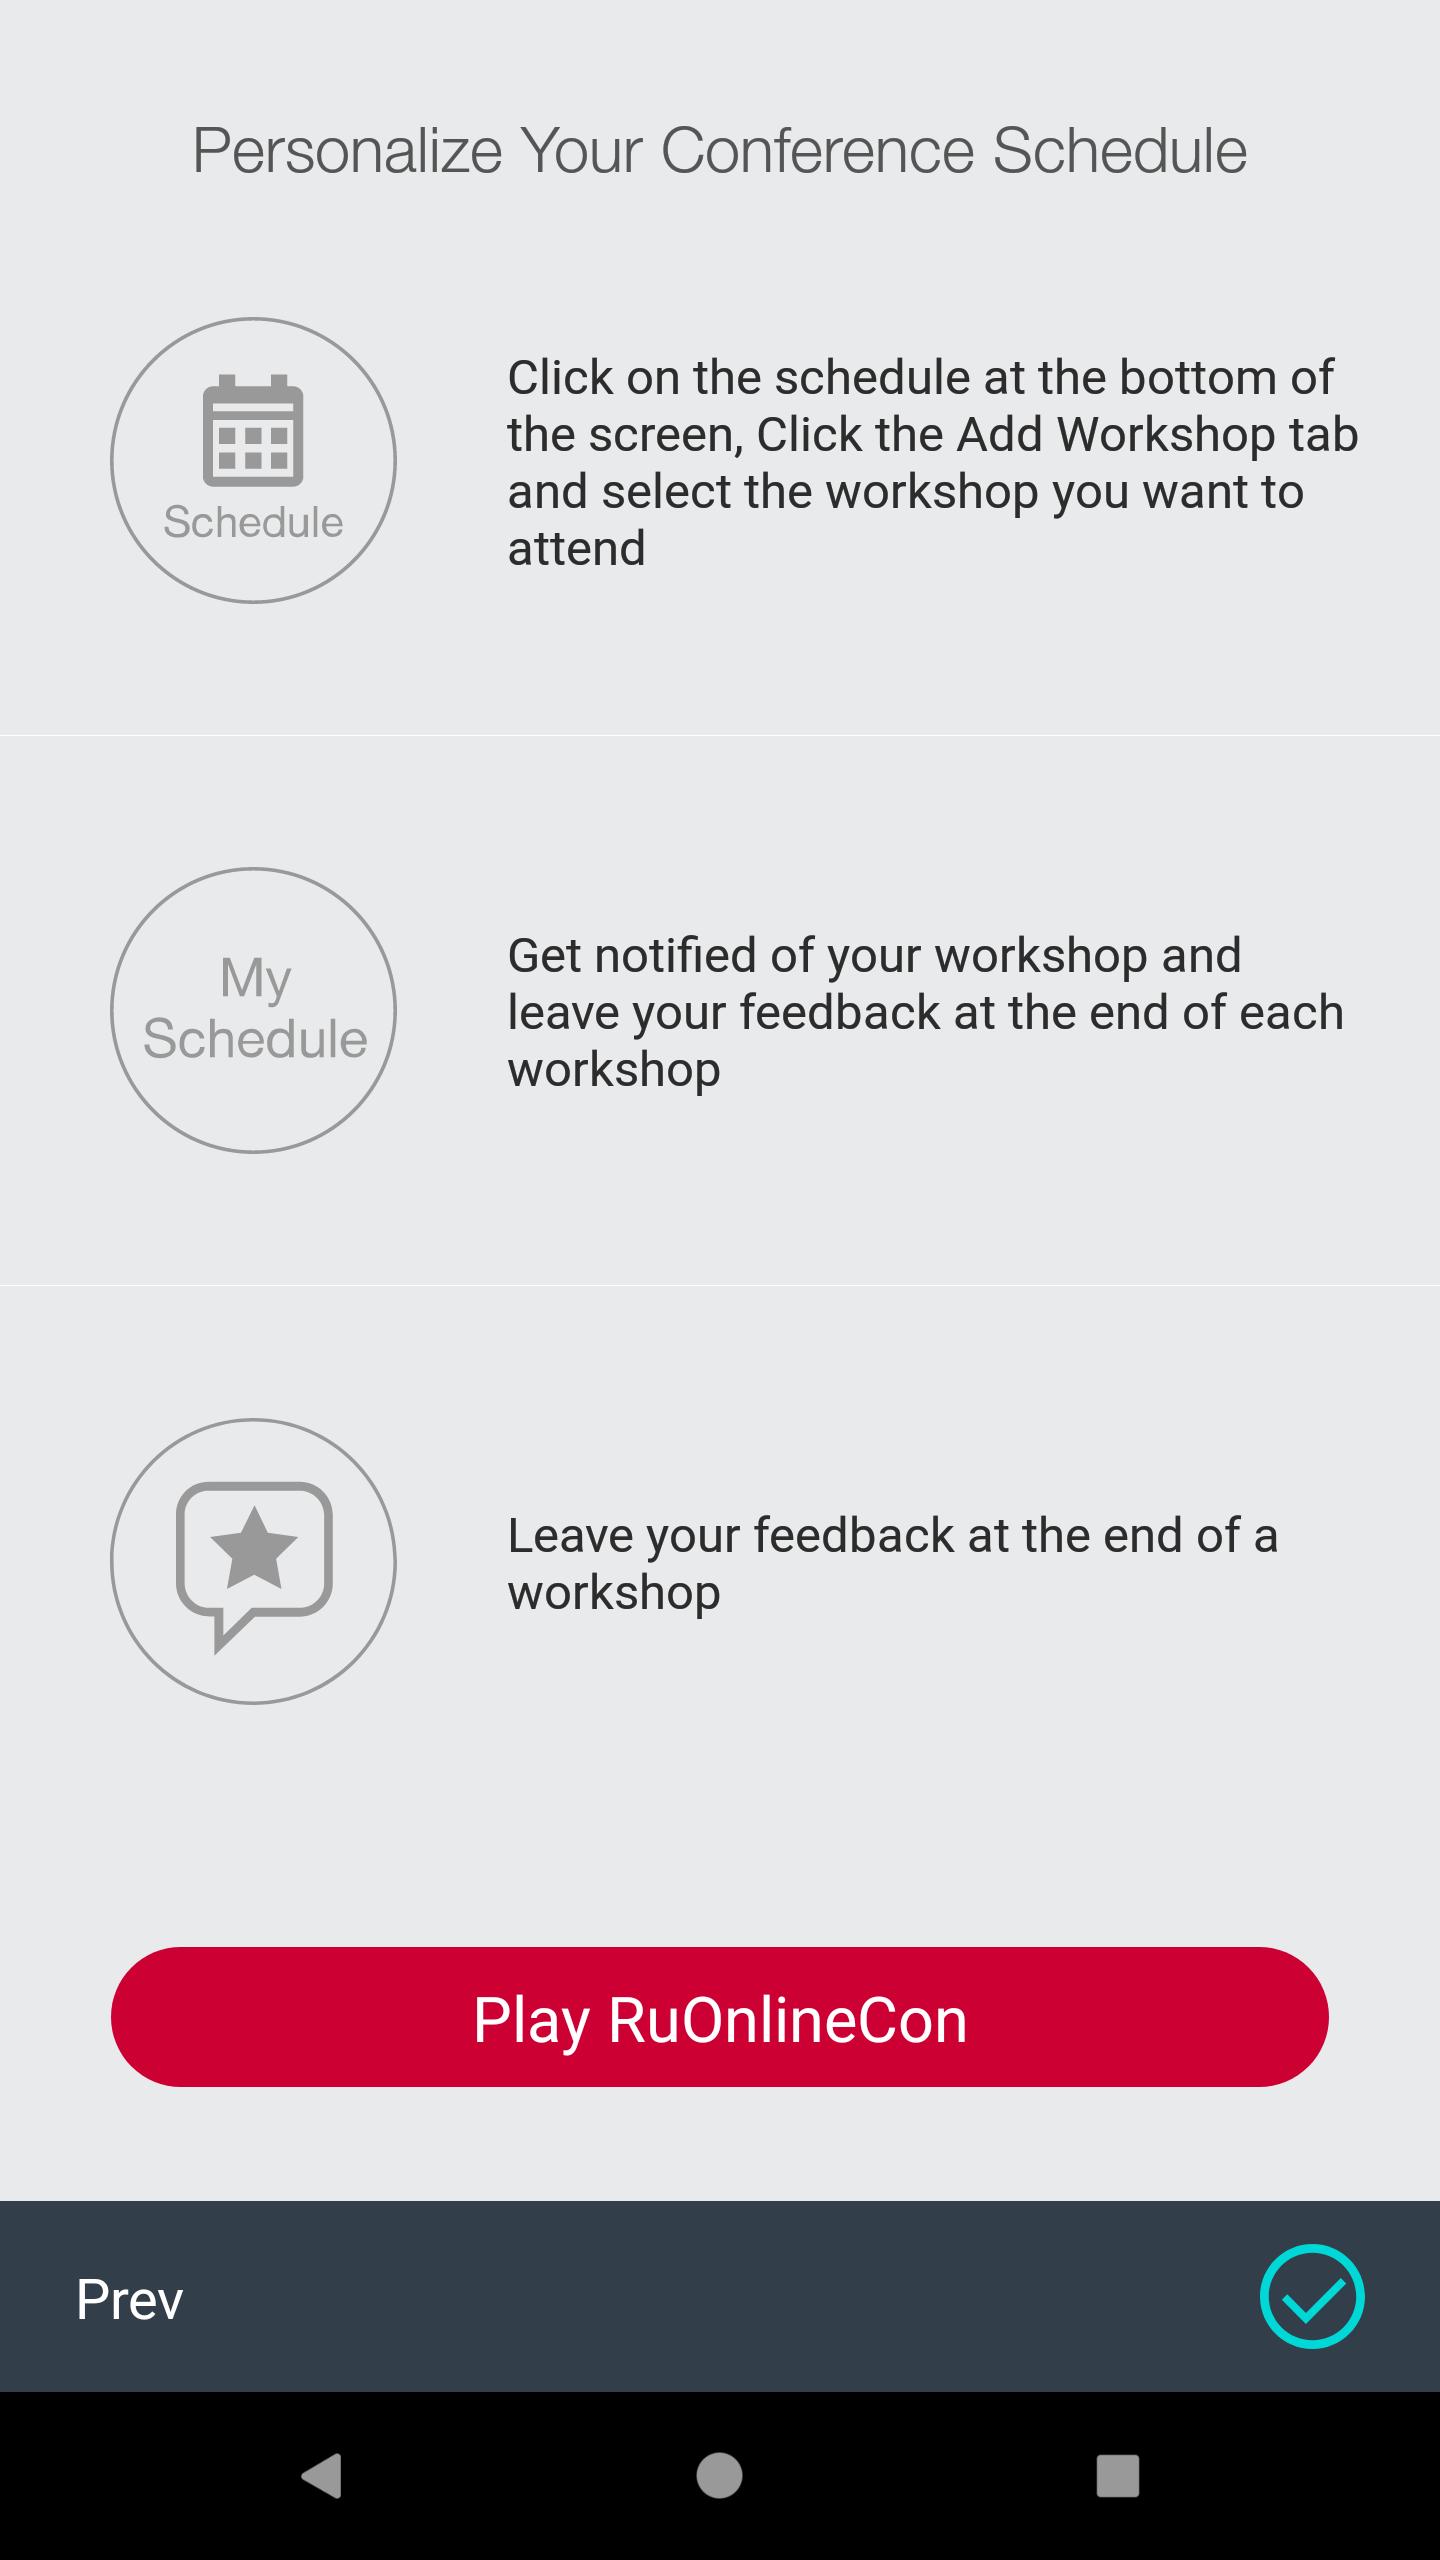 Personalize Your Conference Schedule
Schedule
Click on the schedule at the bottom of
the screen, Click the Add Workshop tab
and select the workshop you want to
attend
My
Schedule
Get notified of your workshop and
leave your feedback at the end of each
workshop
Leave your feedback at the end of a
workshop
Play RuOnlineCon
Prev